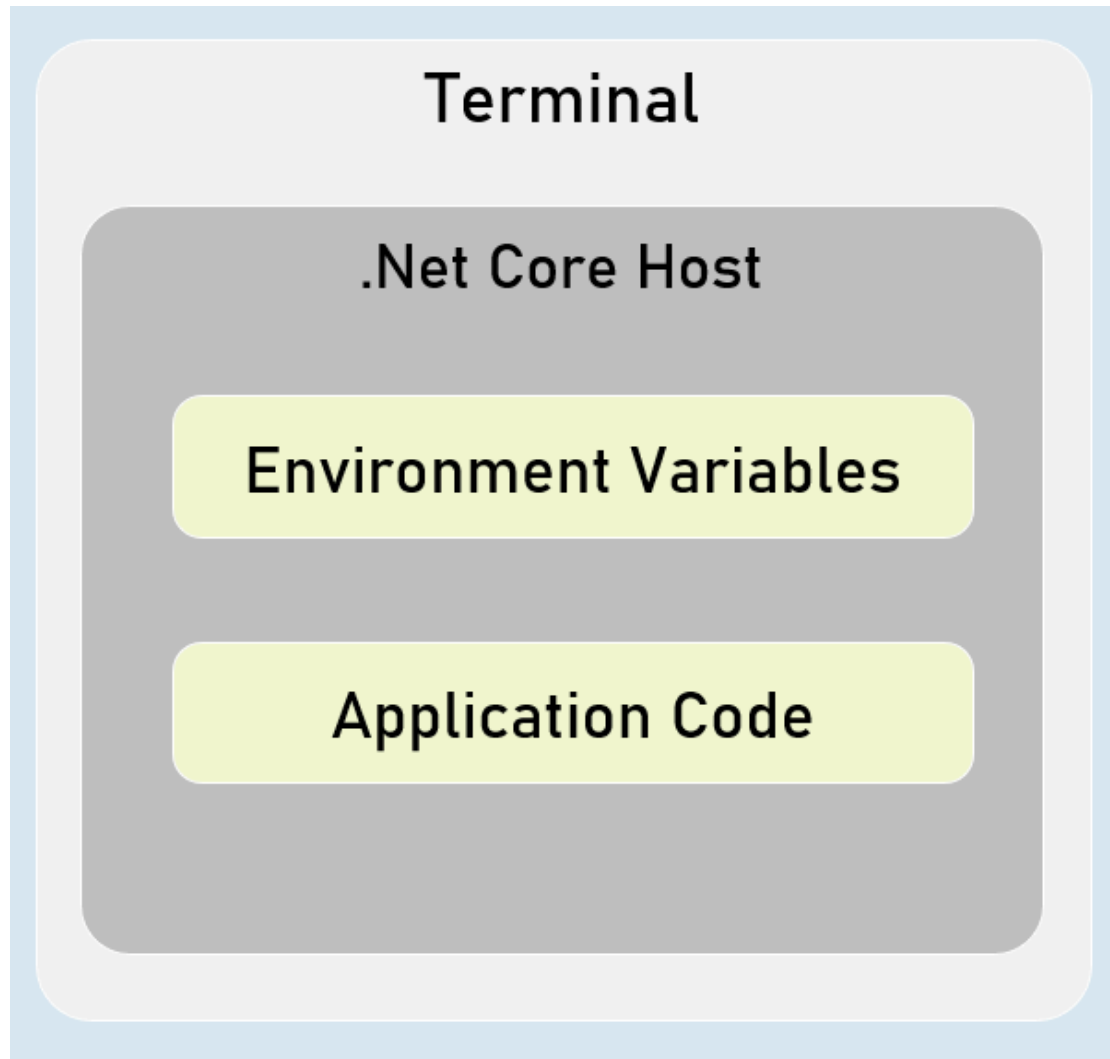 Terminal
.Net Core Host
Environment Variables
Application Code